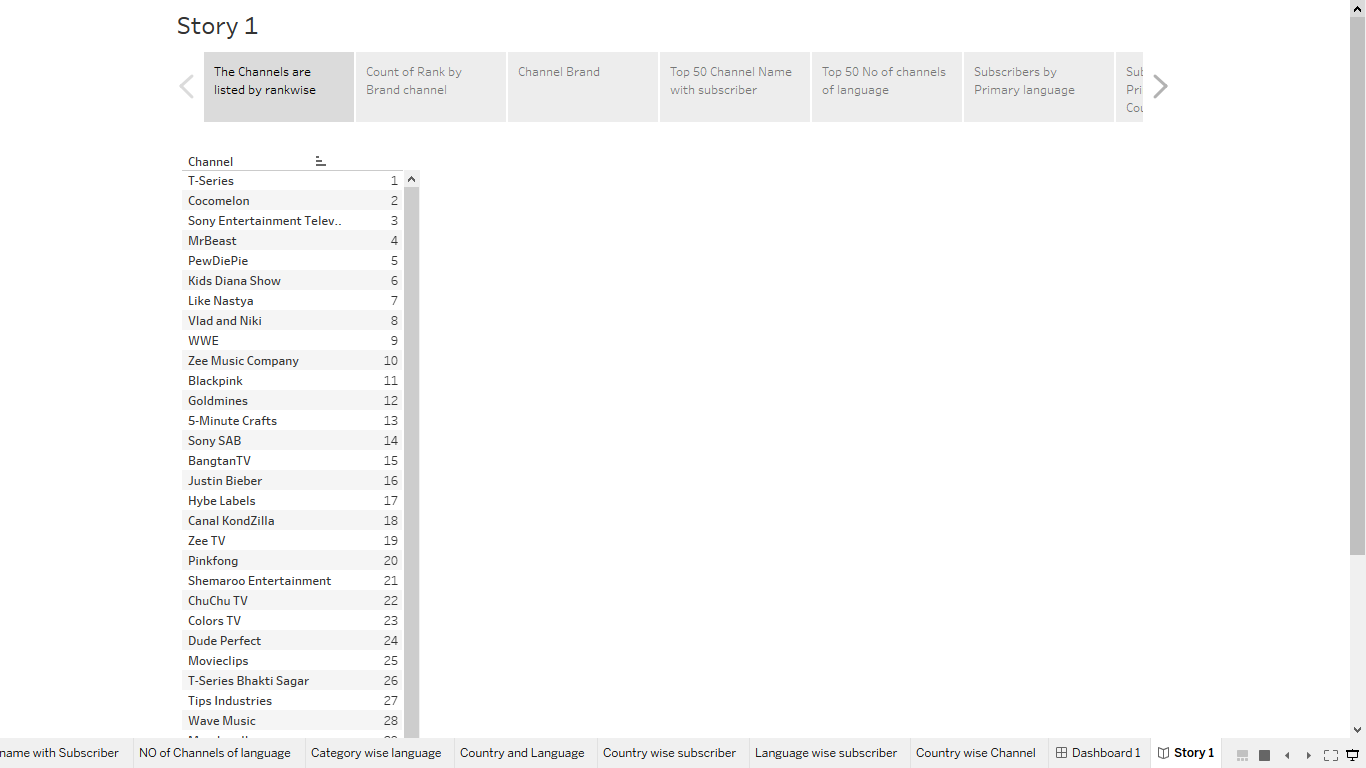 Story 1
The Channels are
listed by rankwise
Count of Rank by
Brand channel
Channel Brand
Top 50 Channel Name
with subscriber
Top 50 No of channels
of language
Subscribers by
Primary language
Channel
T-Series 1
Cocomelon 2
Sony Entertainment Telev.. 3
MrBeast 4
PewDiePie 5
Kids Diana Show 6
Like Nastya 7
Vlad and Niki 8
WWE 9
Zee Music Company 10
Blackpink 11
Goldmines 12
5-Minute Crafts 13
Sony SAB 14
BangtanTV 15
Justin Bieber 16
Hybe Labels 17
Canal KondZilla 18
Zee TV 19
Pinkfong 20
Shemaroo Entertainment 21
ChuChu TV 22
Colors TV 23
Dude Perfect 24
Movieclips 25
T-Series Bhakti Sagar 26
Tips Industries 27
Wave Music 28
name with Subscriber NO of Channels of language Category wise language Country and Language Country wise subscriber Language wise subscriber Country wise Channel Dashboard 1 Story 1